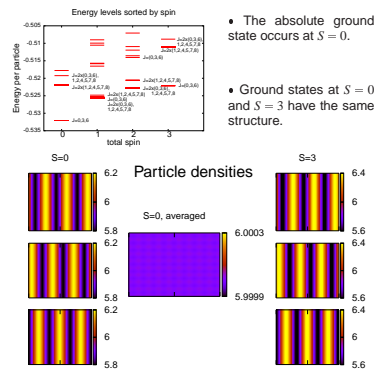 Energy levels sorted by spin
Energy per particle
-0.505
-0.51
-0.515
-0.52
-0.525
-0.53
-0.535
0
1
2
3
total spin
J=(0,3,6)
J=2x(1,2,4,5,7,8)
J=2x(0,3,6),
1,2,4,5,7,8)
J=2x(1,2,4,5,7,8)
J=(0,3,6)
J=2x(0,3,6),
1,2,4,5,7,8)
J=(0,3,6)
J=2x(1,2,4,5,7,8)
J=2x(0,3,6),
1,2,4,5,7,8)
J=2x(0,3,6)
1,2,4,5,7,8)
J=2x(1,2,4,5,7,8)
J=(0,3,6)
• The absolute ground
state occurs at S = 0.
• Ground states at S = 0
and S = 3 have the same
structure.
Particle densities
S=0
6.2
6
5.8
6.2
6
5.8
6.2
6
5.8
S=0, averaged
6.0003
5.9999
S=3
6.4
6
5.6
6.4
6
5.6
6.4
6
5.6